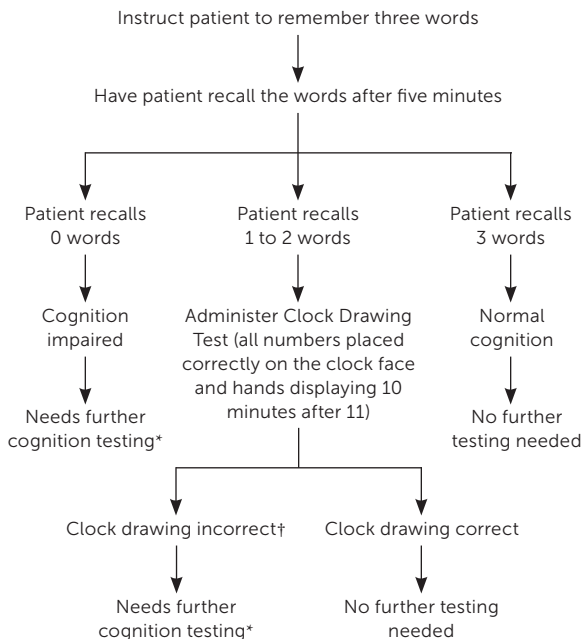 Instruct patient to remember three words
Have patient recall the words after five minutes
Patient recalls
0 words
Cognition
impaired
Needs further
cognition testing*
Patient recalls
1 to 2 words
Administer Clock Drawing
Test (all numbers placed
correctly on the clock face
and hands displaying 10
minutes after 11)
Patient recalls
3 words
Normal
cognition
No further
testing needed
Clock drawing incorrect†
Needs further
cognition testing*
Clock drawing correct
No further testing
needed